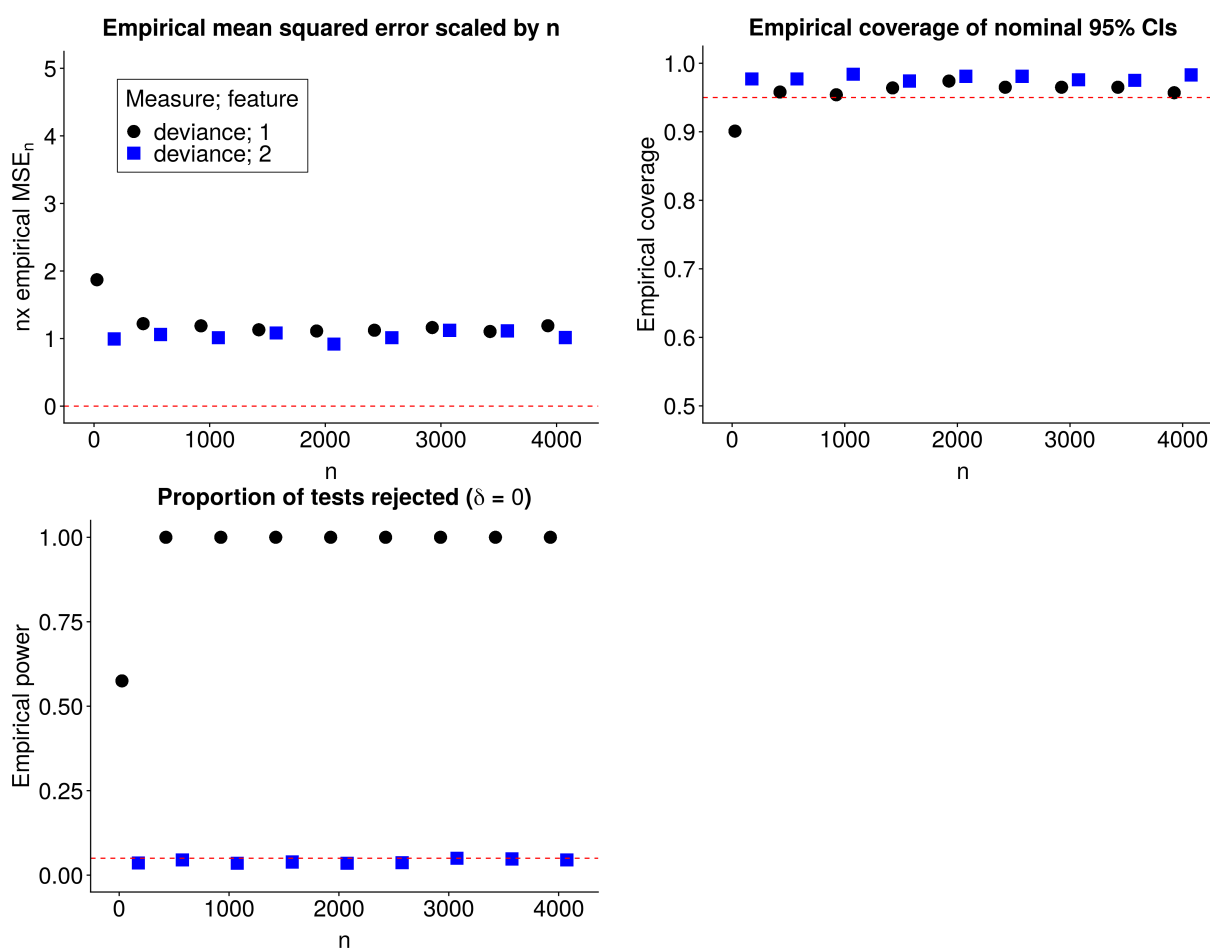 Empirical mean squared error scaled by n
5
4
3
2
1
0
nx empirical MSEₙ
Measure; feature
deviance; 1
deviance; 2
0 1000 2000 3000 4000
n
Empirical coverage of nominal 95% CIs
1.0
0.9
0.8
0.7
0.6
0.5
Empirical coverage
0 1000 2000 3000 4000
n
Proportion of tests rejected (δ = 0)
1.00
0.75
0.50
0.25
0.00
Empirical power
0 1000 2000 3000 4000
n